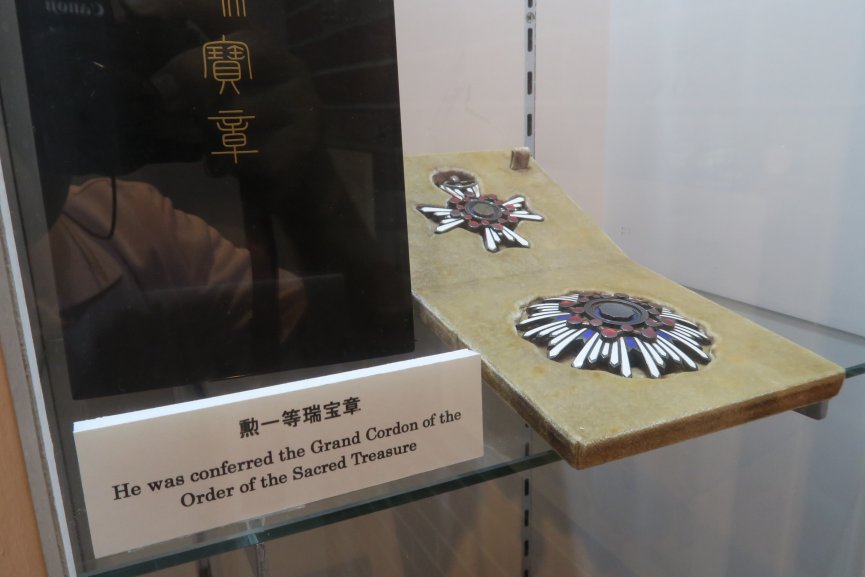 Canon
寶
章
勲一等瑞宝章
He was conferred the Grand Cordon of the
Order of the Sacred Treasure